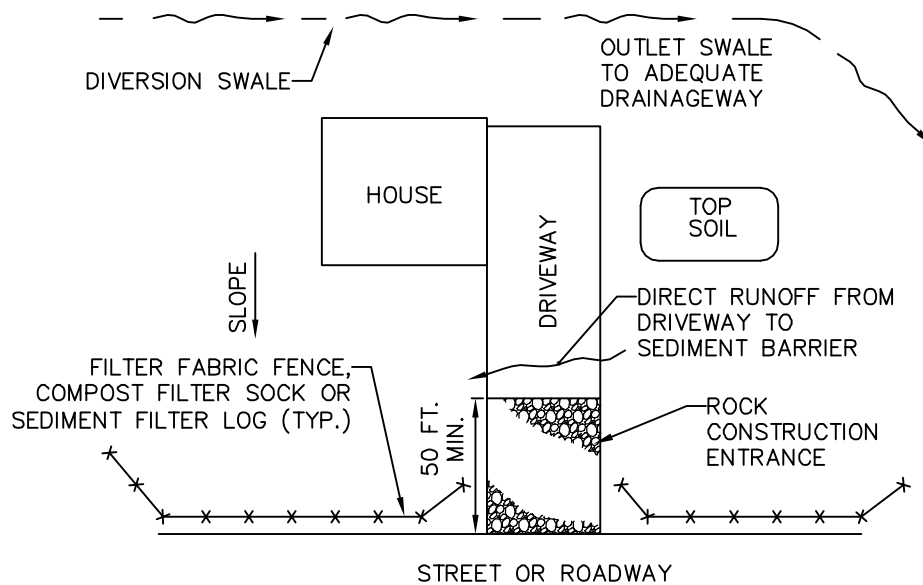 OUTLET SWALE
TO ADEQUATE
DRAINAGEWAY
DIVERSION SWALE
HOUSE
DRIVEWAY
TOP
SOIL
SLOPE
DIRECT RUNOFF FROM
DRIVEWAY TO
SEDIMENT BARRIER
FILTER FABRIC FENCE,
COMPOST FILTER SOCK OR
SEDIMENT FILTER LOG (TYP.)
50 FT.
MIN.
ROCK
CONSTRUCTION
ENTRANCE
STREET OR ROADWAY